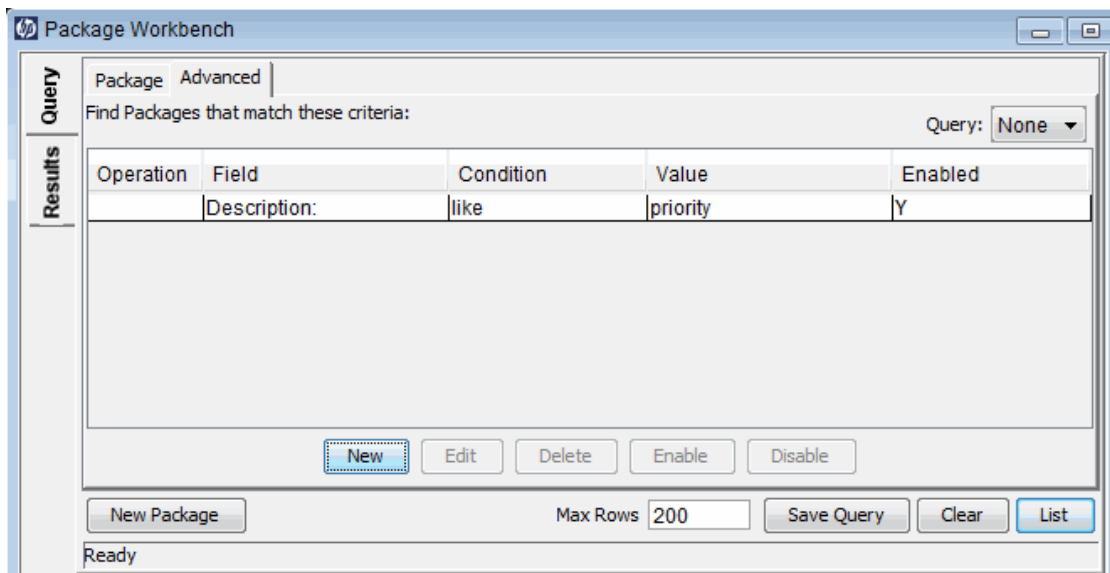 Package Workbench
Query
Results
Package Advanced
Find Packages that match these criteria:
Query: None
Operation Field Condition Value Enabled
Description: like priority Y
New Edit Delete Enable Disable
New Package Max Rows 200 Save Query Clear List
Ready